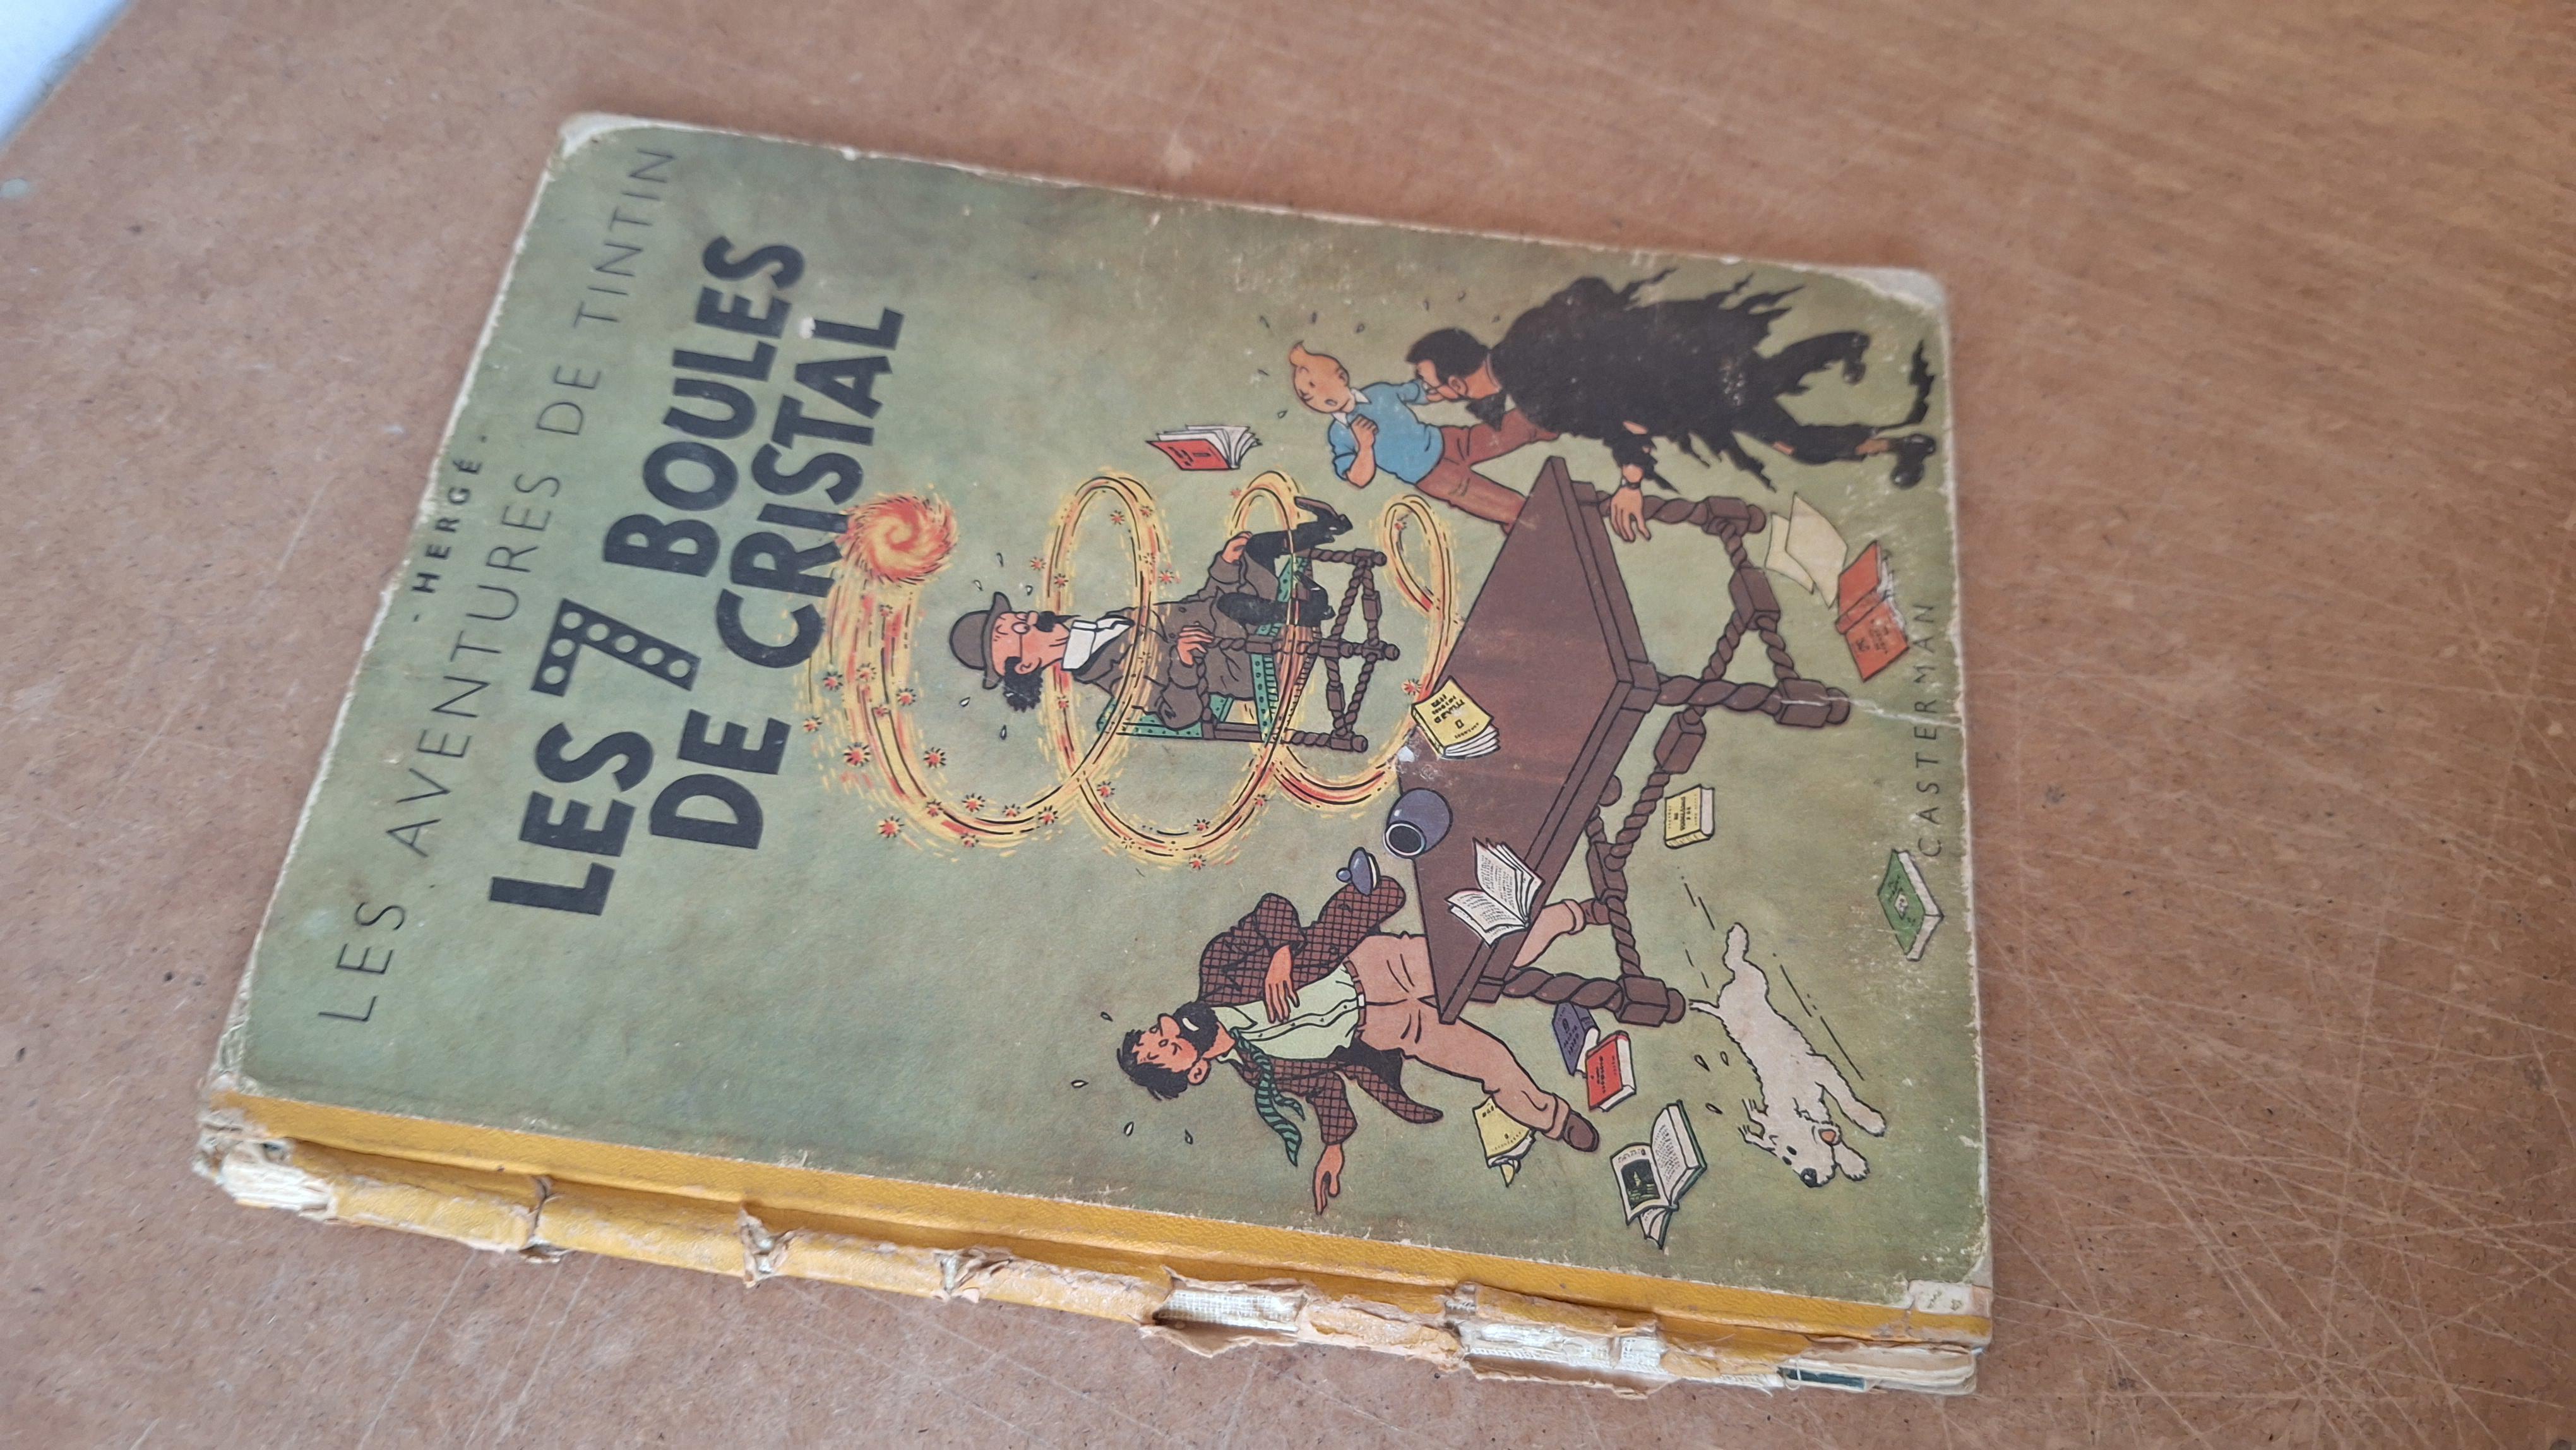 - HERGÉ -
LES AVENTURES DE TINTIN
LES 7 BOULES
DE CRISTAL
CASTERMAN